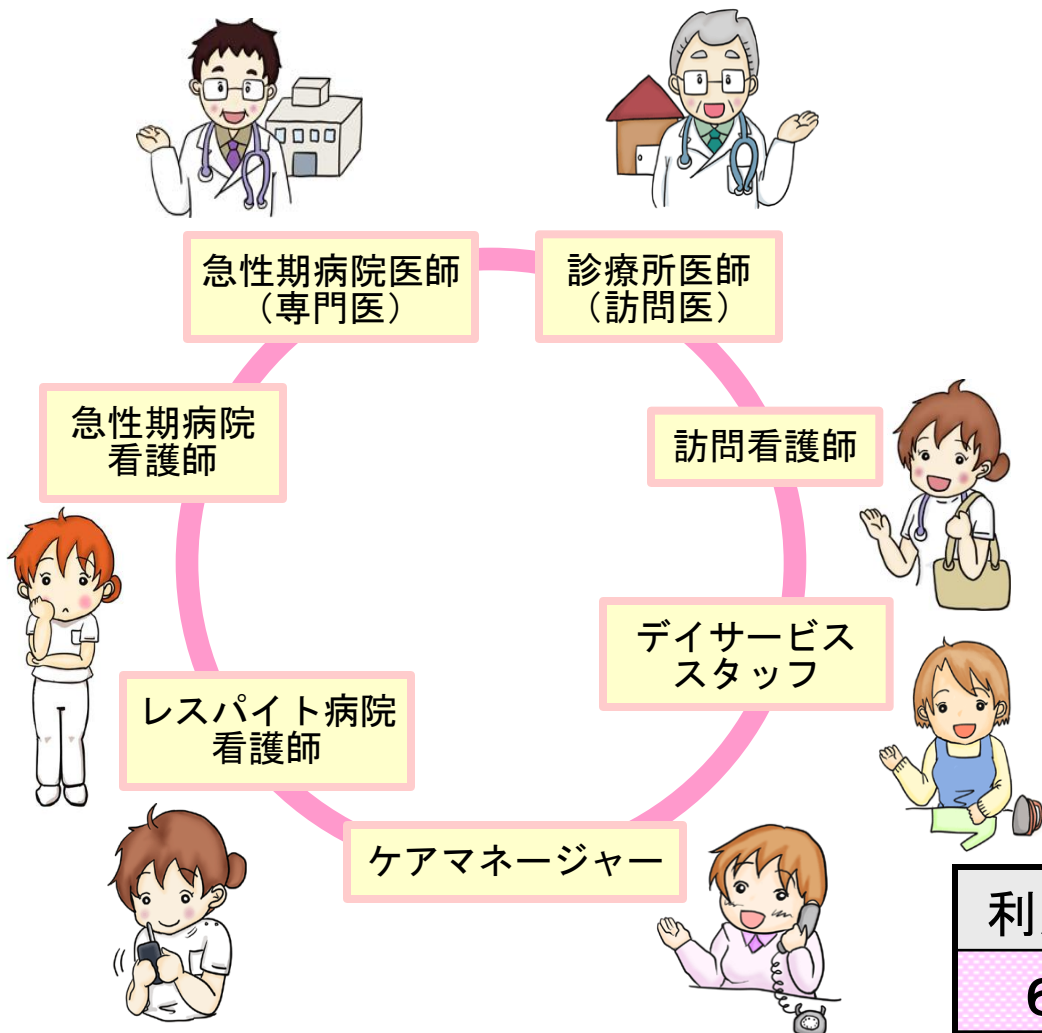 急性期病院医師
（専門医）
診療所医師
（訪問医）
急性期病院
看護師
訪問看護師
デイサービス
スタッフ
レスパイト病院
看護師
ケアマネージャー
利
6